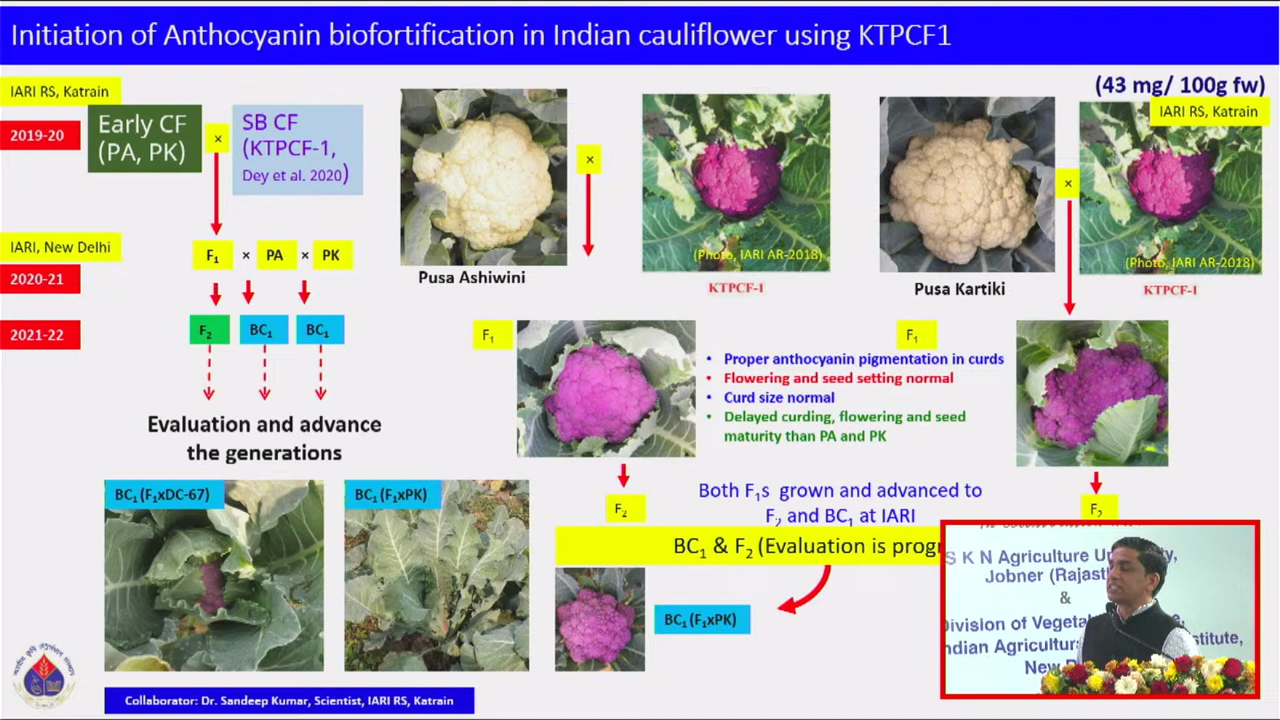 Initiation of Anthocyanin biofortification in Indian cauliflower using KTPCF1
(43 mg/ 100g fw)
IARI RS, Katrain
2019-20
Early CF
(PA, PK)
×
SB CF
(KTPCF-1,
Dey et al. 2020)
×
(Photo, IARI AR-2018)
Pusa Ashiwini
KTPCF-1
IARI RS, Katrain
×
(Photo, IARI AR-2018)
Pusa Kartiki
KTPCF-1
IARI, New Delhi
2020-21
F₁ × PA × PK
2021-22
F₂ BC₁ BC₁
Evaluation and advance
the generations
F₁
F₁
• Proper anthocyanin pigmentation in curds
• Flowering and seed setting normal
• Curd size normal
• Delayed curding, flowering and seed
maturity than PA and PK
F₂
Both F₁s grown and advanced to
F₂ and BC₁ at IARI
F₂
BC₁ & F₂ (Evaluation is
BC₁ (F₁xDC-67)
BC₁ (F₁xPK)
BC₁ (F₁xPK)
S K N Agriculture
Jobner
&
Division of
Indian
New
Collaborator: Dr. Sandeep Kumar, Scientist, IARI RS, Katrain